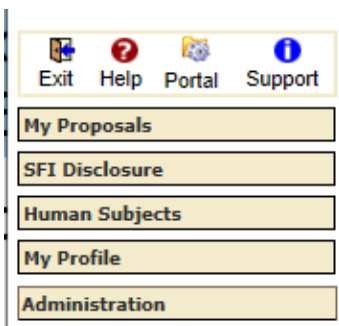 Exit Help Portal Support
My Proposals
SFI Disclosure
Human Subjects
My Profile
Administration